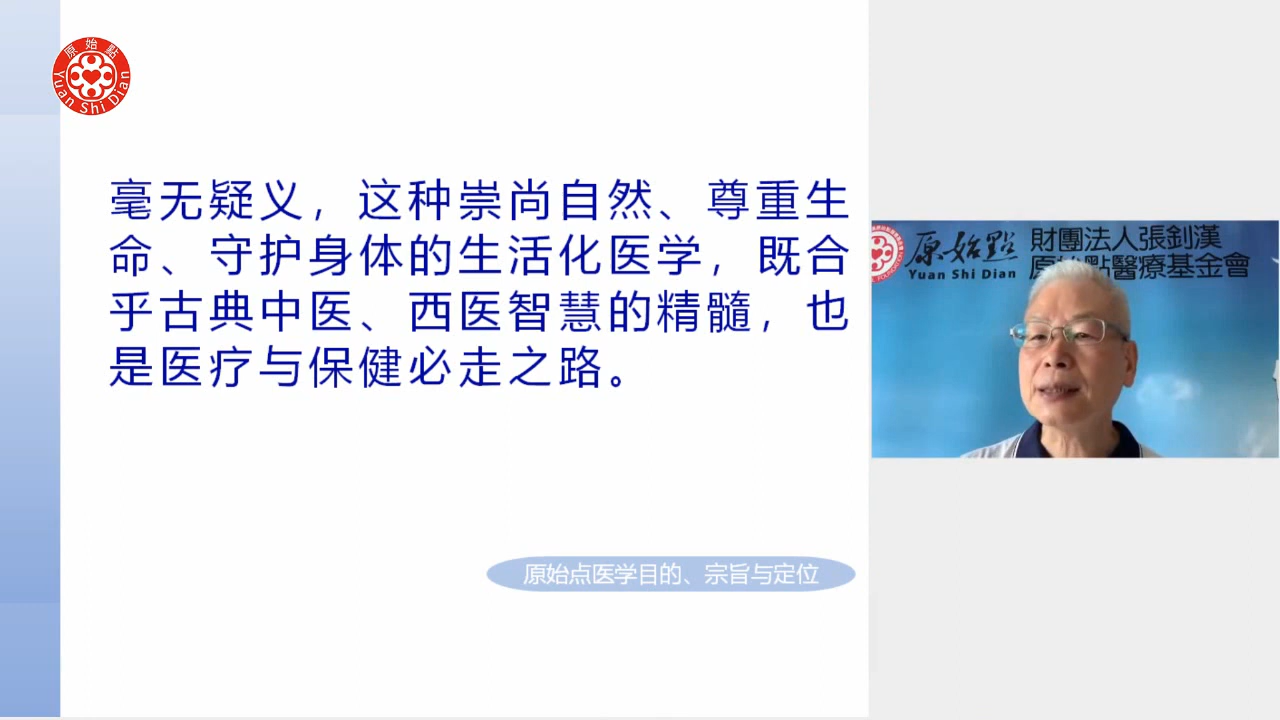 原始點
Yuan Shi Dian
毫无疑义，这种崇尚自然、尊重生
命、守护身体的生活化医学，既合
乎古典中医、西医智慧的精髓，也
是医疗与保健必走之路。
原始点医学目的、宗旨与定位
原始點
Yuan Shi Dian
財團法人張釗漢
原始點醫療基金會